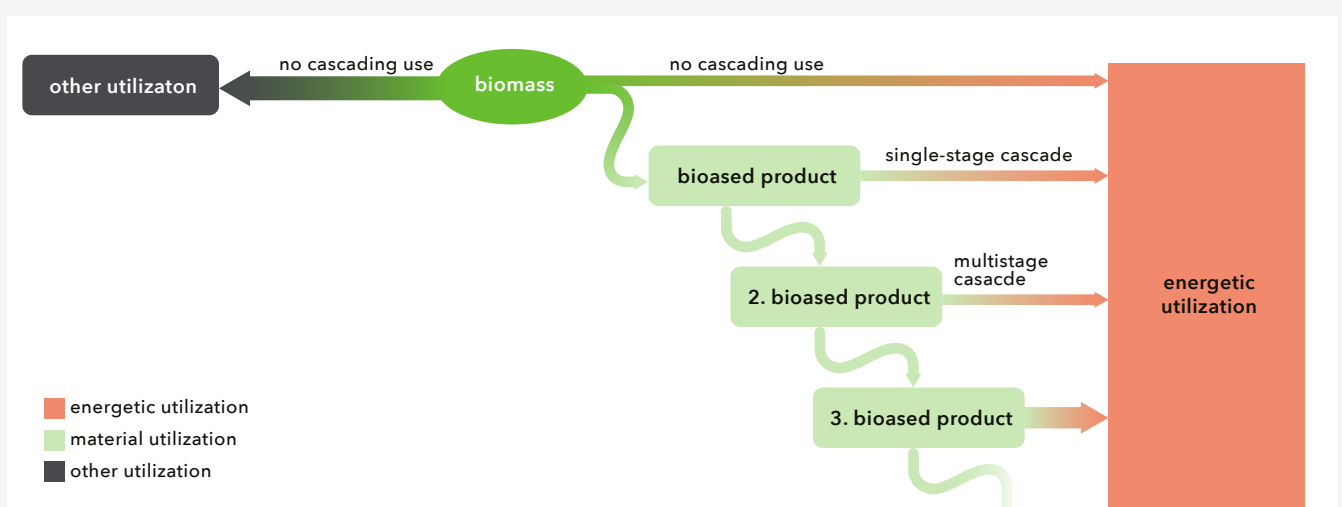 no cascading use
no cascading use
other utilizaton
biomass
single-stage cascade
bioased product
multistage
casacde
2. bioased product
energetic
utilization
3. bioased product
energetic utilization
material utilization
other utilization